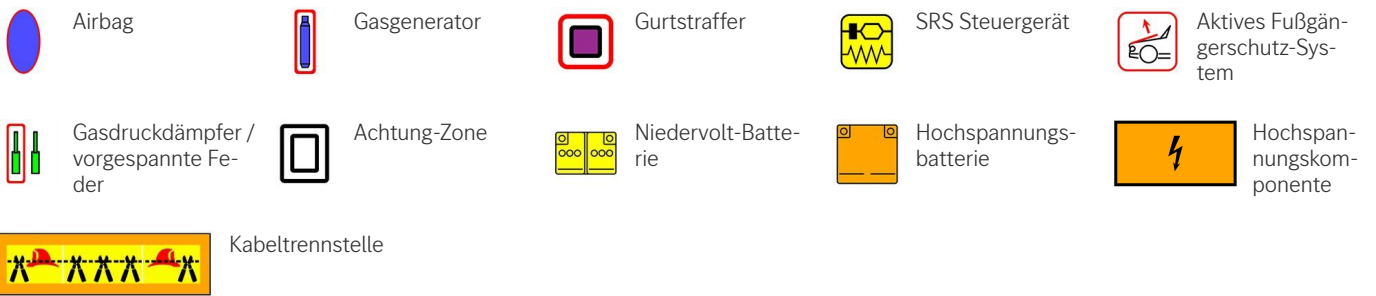 Airbag
Gasgenerator
Gurtstraffer
SRS Steuergerät
Aktives Fußgän-
gerschutz-Sys-
tem
Gasdruckdämpfer /
vorgespannte Fe-
der
Achtung-Zone
Niedervolt-Batte-
rie
Hochspannungs-
batterie
Hochspan-
nungskom-
ponente
Kabeltrennstelle